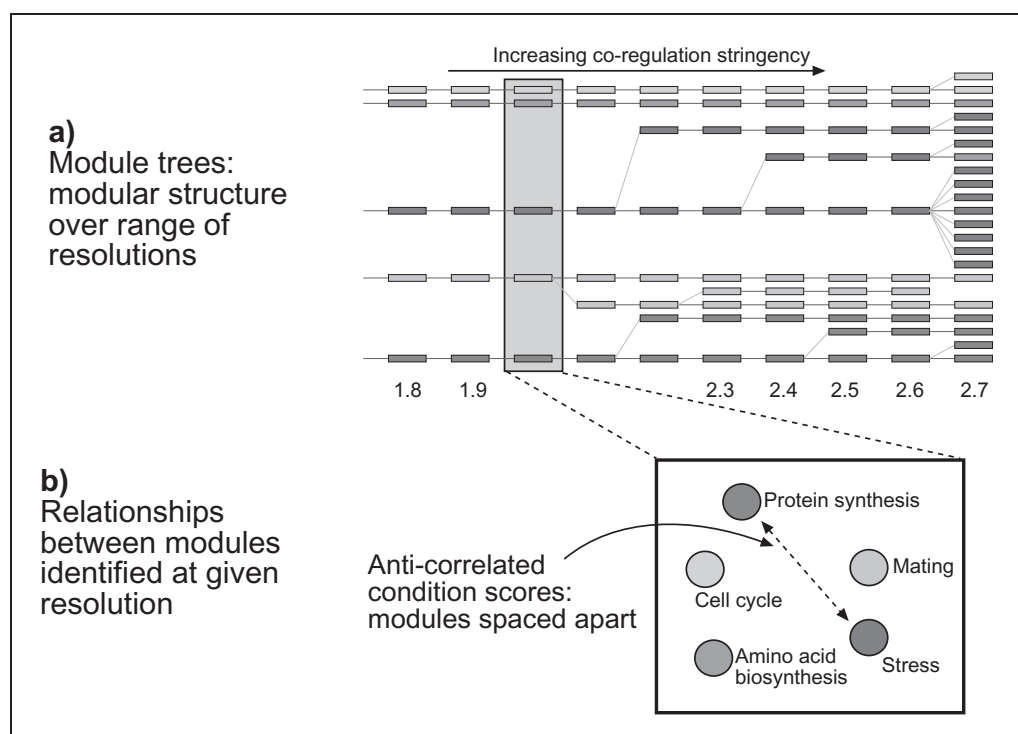 Increasing co-regulation stringency
a)
Module trees:
modular structure
over range of
resolutions
1.8 1.9 2.3 2.4 2.5 2.6 2.7
b)
Relationships
between modules
identified at given
resolution
Anti-correlated
condition scores:
modules spaced apart
Protein synthesis
Mating
Cell cycle
Amino acid
biosynthesis
Stress